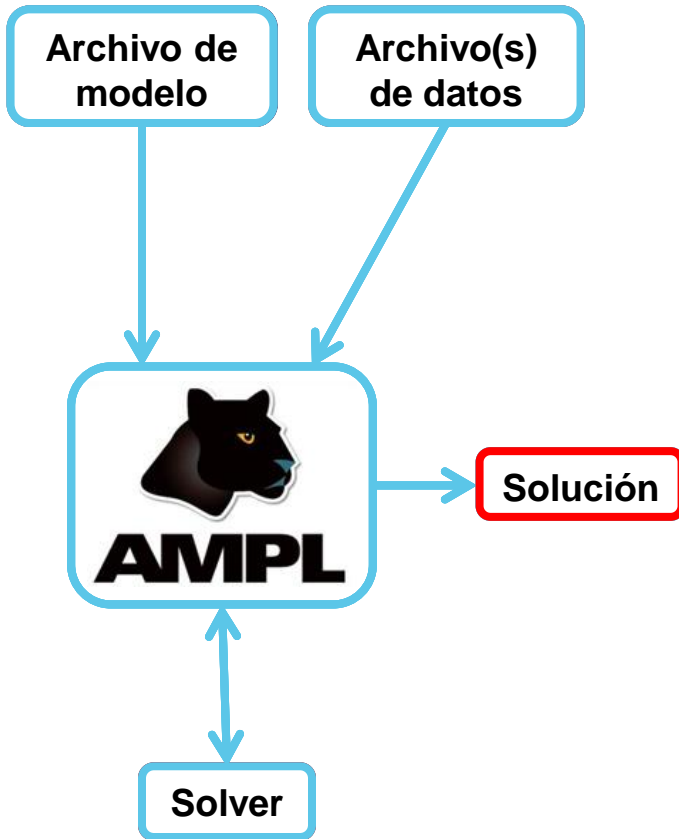 Archivo de
modelo
Archivo(s)
de datos
AMPL
Solución
Solver